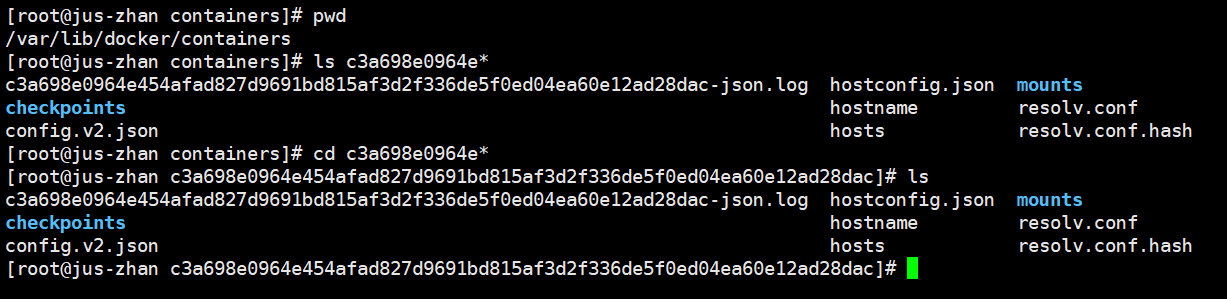 [root@jus-zhan containers]# pwd
/var/lib/docker/containers
[root@jus-zhan containers]# ls c3a698e0964e*
c3a698e0964e454afad827d9691bd815af3d2f336de5f0ed04ea60e12ad28dac-json.log  hostconfig.json  mounts
checkpoints                                                                hostname         resolv.conf
config.v2.json                                                             hosts            resolv.conf.hash
[root@jus-zhan containers]# cd c3a698e0964e*
[root@jus-zhan c3a698e0964e454afad827d9691bd815af3d2f336de5f0ed04ea60e12ad28dac]# ls
c3a698e0964e454afad827d9691bd815af3d2f336de5f0ed04ea60e12ad28dac-json.log  hostconfig.json  mounts
checkpoints                                                                hostname         resolv.conf
config.v2.json                                                             hosts            resolv.conf.hash
[root@jus-zhan c3a698e0964e454afad827d9691bd815af3d2f336de5f0ed04ea60e12ad28dac]#